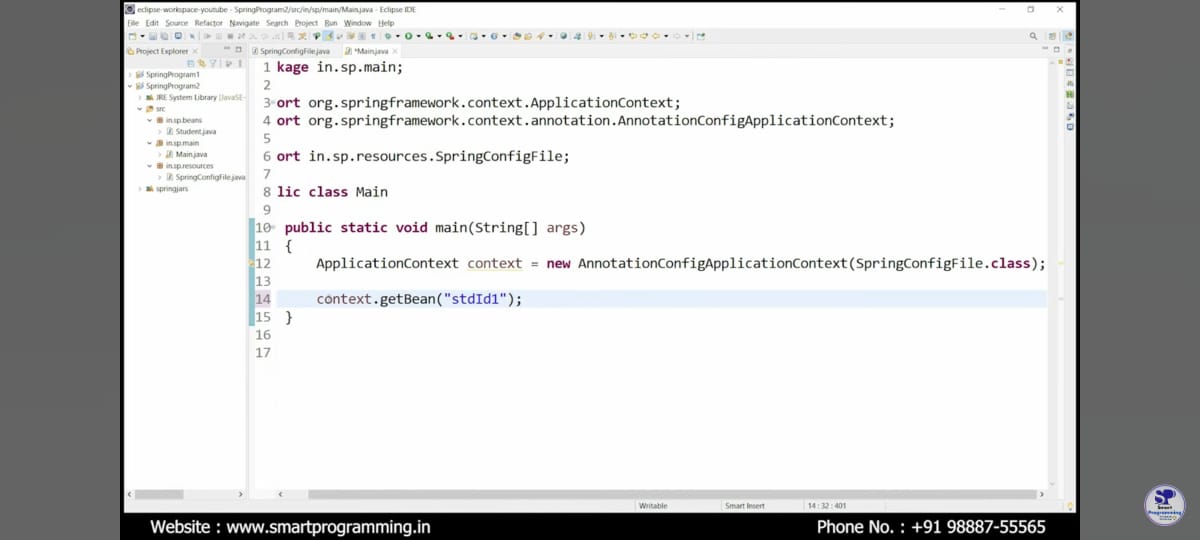 eclipse-workspace-youtube - SpringProgram2/src/in/sp/main/Main.java - Eclipse IDE
File Edit Source Refactor Navigate Search Project Run Window Help
Project Explorer
SpringConfigFile.java
*Main.java
SpringProgram1
SpringProgram2
JRE System Library [JavaSE-
src
in.sp.beans
Student.java
in.sp.main
Main.java
in.sp.resources
SpringConfigFile.java
springjars
1 kage in.sp.main;
2
3 ort org.springframework.context.ApplicationContext;
4 ort org.springframework.context.annotation.AnnotationConfigApplicationContext;
5
6 ort in.sp.resources.SpringConfigFile;
7
8 lic class Main
9
10 public static void main(String[] args)
11 {
12 ApplicationContext context = new AnnotationConfigApplicationContext(SpringConfigFile.class);
13
14 context.getBean("stdId1");
15 }
16
17
Writable Smart Insert 14 : 32 : 401
Website : www.smartprogramming.in Phone No. : +91 98887-55565
SP
Smart
Programming